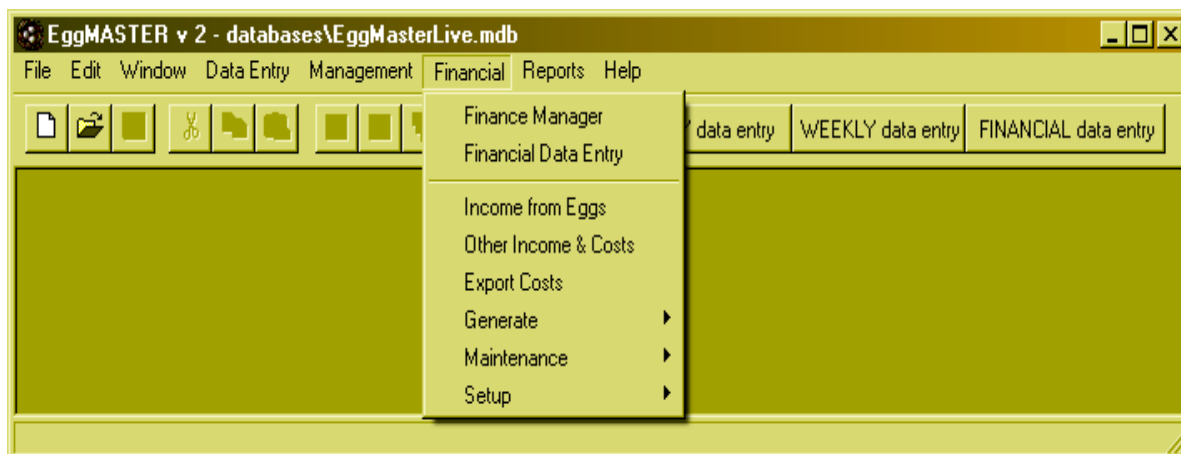 EggMASTER v 2 - databases\EggMasterLive.mdb
File Edit Window Data Entry Management Financial Reports Help
data entry WEEKLY data entry FINANCIAL data entry
Finance Manager
Financial Data Entry
Income from Eggs
Other Income & Costs
Export Costs
Generate
Maintenance
Setup